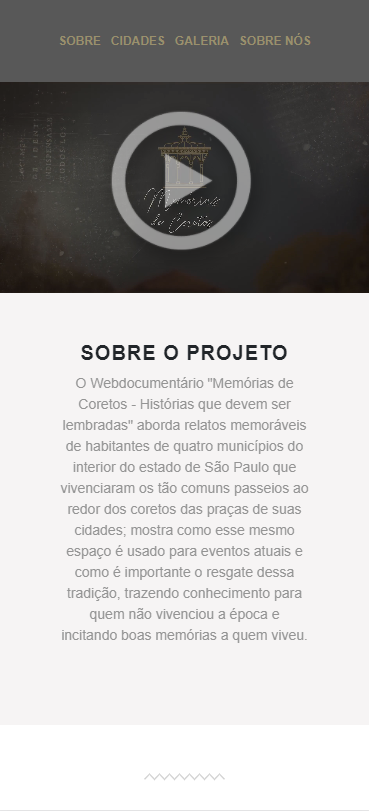 SOBRE CIDADES GALERIA SOBRE NÓS
Memórias
de Coretos
SOBRE O PROJETO
O Webdocumentário "Memórias de
Coretos - Histórias que devem ser
lembradas" aborda relatos memoráveis
de habitantes de quatro municípios do
interior do estado de São Paulo que
vivenciaram os tão comuns passeios ao
redor dos coretos das praças de suas
cidades; mostra como esse mesmo
espaço é usado para eventos atuais e
como é importante o resgate dessa
tradição, trazendo conhecimento para
quem não vivenciou a época e
incitando boas memórias a quem viveu.